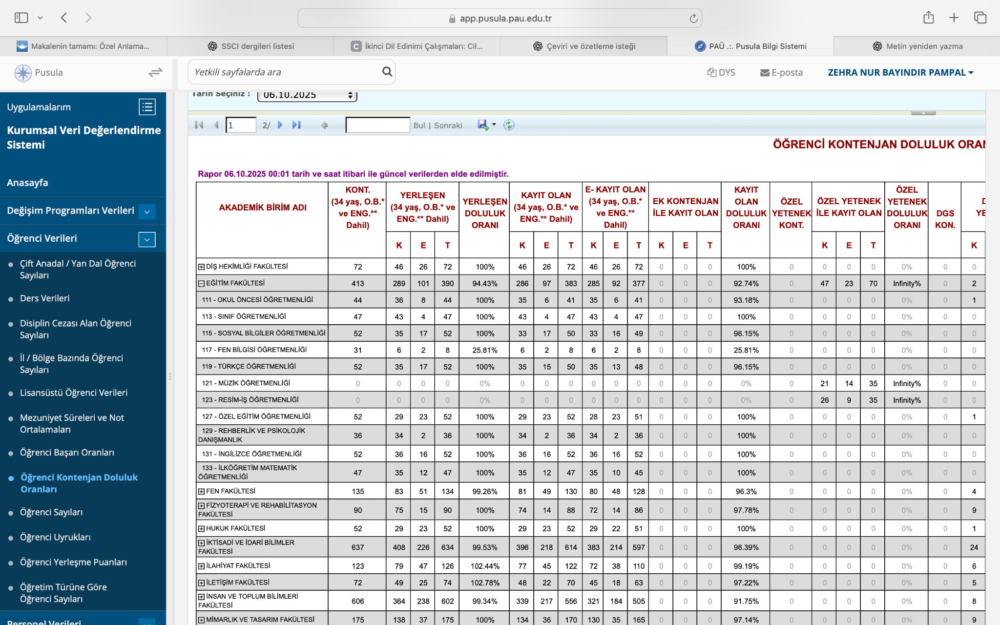 app.pusula.pau.edu.tr
Makalenin tamamı: Özel Anlama...
SSCI dergileri listesi
İkinci Dil Edinimi Çalışmaları: Cil...
Çeviri ve özetleme isteği
PAÜ .:. Pusula Bilgi Sistemi
Metin yeniden yazma
Pusula
Yetkili sayfalarda ara
DYS
E-posta
ZEHRA NUR BAYINDIR PAMPAL
Uygulamalarım
Kurumsal Veri Değerlendirme
Sistemi
Anasayfa
Değişim Programları Verileri
Öğrenci Verileri
Çift Anadal / Yan Dal Öğrenci
Sayıları
Ders Verileri
Disiplin Cezası Alan Öğrenci
Sayıları
İl / Bölge Bazında Öğrenci
Sayıları
Lisansüstü Öğrenci Verileri
Mezuniyet Süreleri ve Not
Ortalamaları
Öğrenci Başarı Oranları
Öğrenci Kontenjan Doluluk
Oranları
Öğrenci Sayıları
Öğrenci Uyrukları
Öğrenci Yerleşme Puanları
Öğretim Türüne Göre
Öğrenci Sayıları
Personel Verileri
Tarih Seçiniz : 06.10.2025
1 2/ Bul | Sonraki
ÖĞRENCİ KONTENJAN DOLULUK ORAN
Rapor 06.10.2025 00:01 tarih ve saat itibari ile güncel verilerden elde edilmiştir.
AKADEMİK BİRİM ADI
KONT.
(34 yaş, O.B.*
ve ENG.**
Dahil)
YERLEŞEN
(34 yaş, O.B.* ve
ENG.** Dahil)
YERLEŞEN
DOLULUK
ORANI
KAYIT OLAN
(34 yaş, O.B.* ve
ENG.** Dahil)
E- KAYIT OLAN
(34 yaş, O.B.*
ve ENG.**
Dahil)
EK KONTENJAN
İLE KAYIT OLAN
KAYIT
OLAN
DOLULUK
ORANI
ÖZEL
YETENEK
KONT.
ÖZEL YETENEK
İLE KAYIT OLAN
ÖZEL
YETENEK
DOLULUK
ORANI
DGS
KON.
D
YE
K E T K E T K E T K E T K E T K
DİŞ HEKİMLİĞİ FAKÜLTESİ 72 46 26 72 100% 46 26 72 46 26 72 0 0 0 100% 0 0 0 0 0% 0 0
EĞİTİM FAKÜLTESİ 413 289 101 390 94.43% 286 97 383 285 92 377 0 0 0 92.74% 0 47 23 70 Infinity% 0 2
111 - OKUL ÖNCESİ ÖĞRETMENLİĞİ 44 36 8 44 100% 35 6 41 35 6 41 0 0 0 93.18% 0 0 0 0 0% 0 1
113 - SINIF ÖĞRETMENLİĞİ 47 43 4 47 100% 43 4 47 43 4 47 0 0 0 100% 0 0 0 0 0% 0 0
115 - SOSYAL BİLGİLER ÖĞRETMENLİĞİ 52 35 17 52 100% 33 17 50 33 16 49 0 0 0 96.15% 0 0 0 0 0% 0 0
117 - FEN BİLGİSİ ÖĞRETMENLİĞİ 31 6 2 8 25.81% 6 2 8 6 2 8 0 0 0 25.81% 0 0 0 0 0% 0 0
119 - TÜRKÇE ÖĞRETMENLİĞİ 52 35 17 52 100% 35 15 50 35 13 48 0 0 0 96.15% 0 0 0 0 0% 0 0
121 - MÜZİK ÖĞRETMENLİĞİ 0 0 0 0 0% 0 0 0 0 0 0 0 0 0 0% 0 21 14 35 Infinity% 0 0
123 - RESİM-İŞ ÖĞRETMENLİĞİ 0 0 0 0 0% 0 0 0 0 0 0 0 0 0 0% 0 26 9 35 Infinity% 0 0
127 - ÖZEL EĞİTİM ÖĞRETMENLİĞİ 52 29 23 52 100% 29 23 52 28 23 51 0 0 0 100% 0 0 0 0 0% 0 1
129 - REHBERLİK VE PSİKOLOJİK
DANIŞMANLIK 36 34 2 36 100% 34 2 36 34 2 36 0 0 0 100% 0 0 0 0 0% 0 0
131 - İNGİLİZCE ÖĞRETMENLİĞİ 52 36 16 52 100% 36 16 52 36 16 52 0 0 0 100% 0 0 0 0 0% 0 0
133 - İLKÖĞRETİM MATEMATİK
ÖĞRETMENLİĞİ 47 35 12 47 100% 35 12 47 35 10 45 0 0 0 100% 0 0 0 0 0% 0 0
FEN FAKÜLTESİ 135 83 51 134 99.26% 81 49 130 80 48 128 0 0 0 96.3% 0 0 0 0 0% 0 4
FİZYOTERAPİ VE REHABİLİTASYON
FAKÜLTESİ 90 75 15 90 100% 74 14 88 72 14 86 0 0 0 97.78% 0 0 0 0 0% 0 9
HUKUK FAKÜLTESİ 52 29 23 52 100% 29 23 52 29 22 51 0 0 0 100% 0 0 0 0 0% 0 1
İKTİSADİ VE İDARİ BİLİMLER
FAKÜLTESİ 637 408 226 634 99.53% 396 218 614 383 214 597 0 0 0 96.39% 0 0 0 0 0% 0 24
İLAHİYAT FAKÜLTESİ 123 79 47 126 102.44% 77 45 122 72 38 110 0 0 0 99.19% 0 0 0 0 0% 0 6
İLETİŞİM FAKÜLTESİ 72 49 25 74 102.78% 48 22 70 45 18 63 0 0 0 97.22% 0 0 0 0 0% 0 5
İNSAN VE TOPLUM BİLİMLERİ
FAKÜLTESİ 606 364 238 602 99.34% 339 217 556 321 184 505 0 0 0 91.75% 0 0 0 0 0% 0 8
MİMARLIK VE TASARIM FAKÜLTESİ 175 138 37 175 100% 134 36 170 130 35 165 0 0 0 97.14% 0 0 0 0 0% 0 9